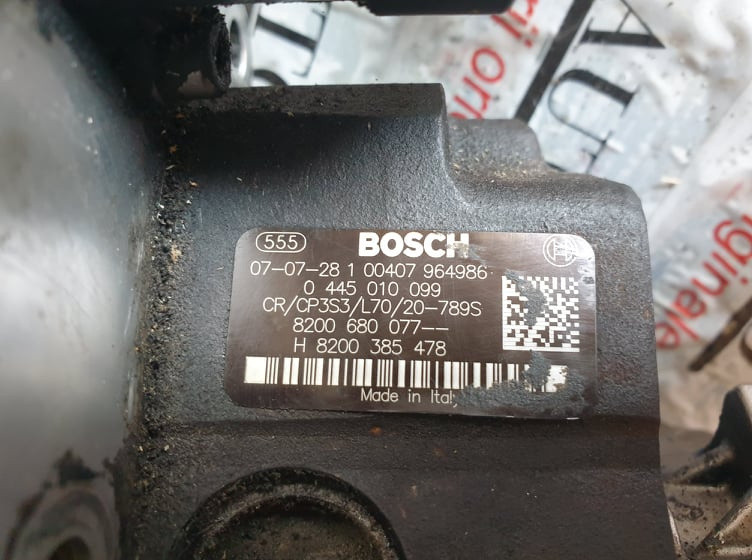 555 BOSCH
07-07-28 1 00407 964986
0 445 010 099
CR/CP3S3/L70/20-789S
8200 680 077--
H 8200 385 478
Made in Italy